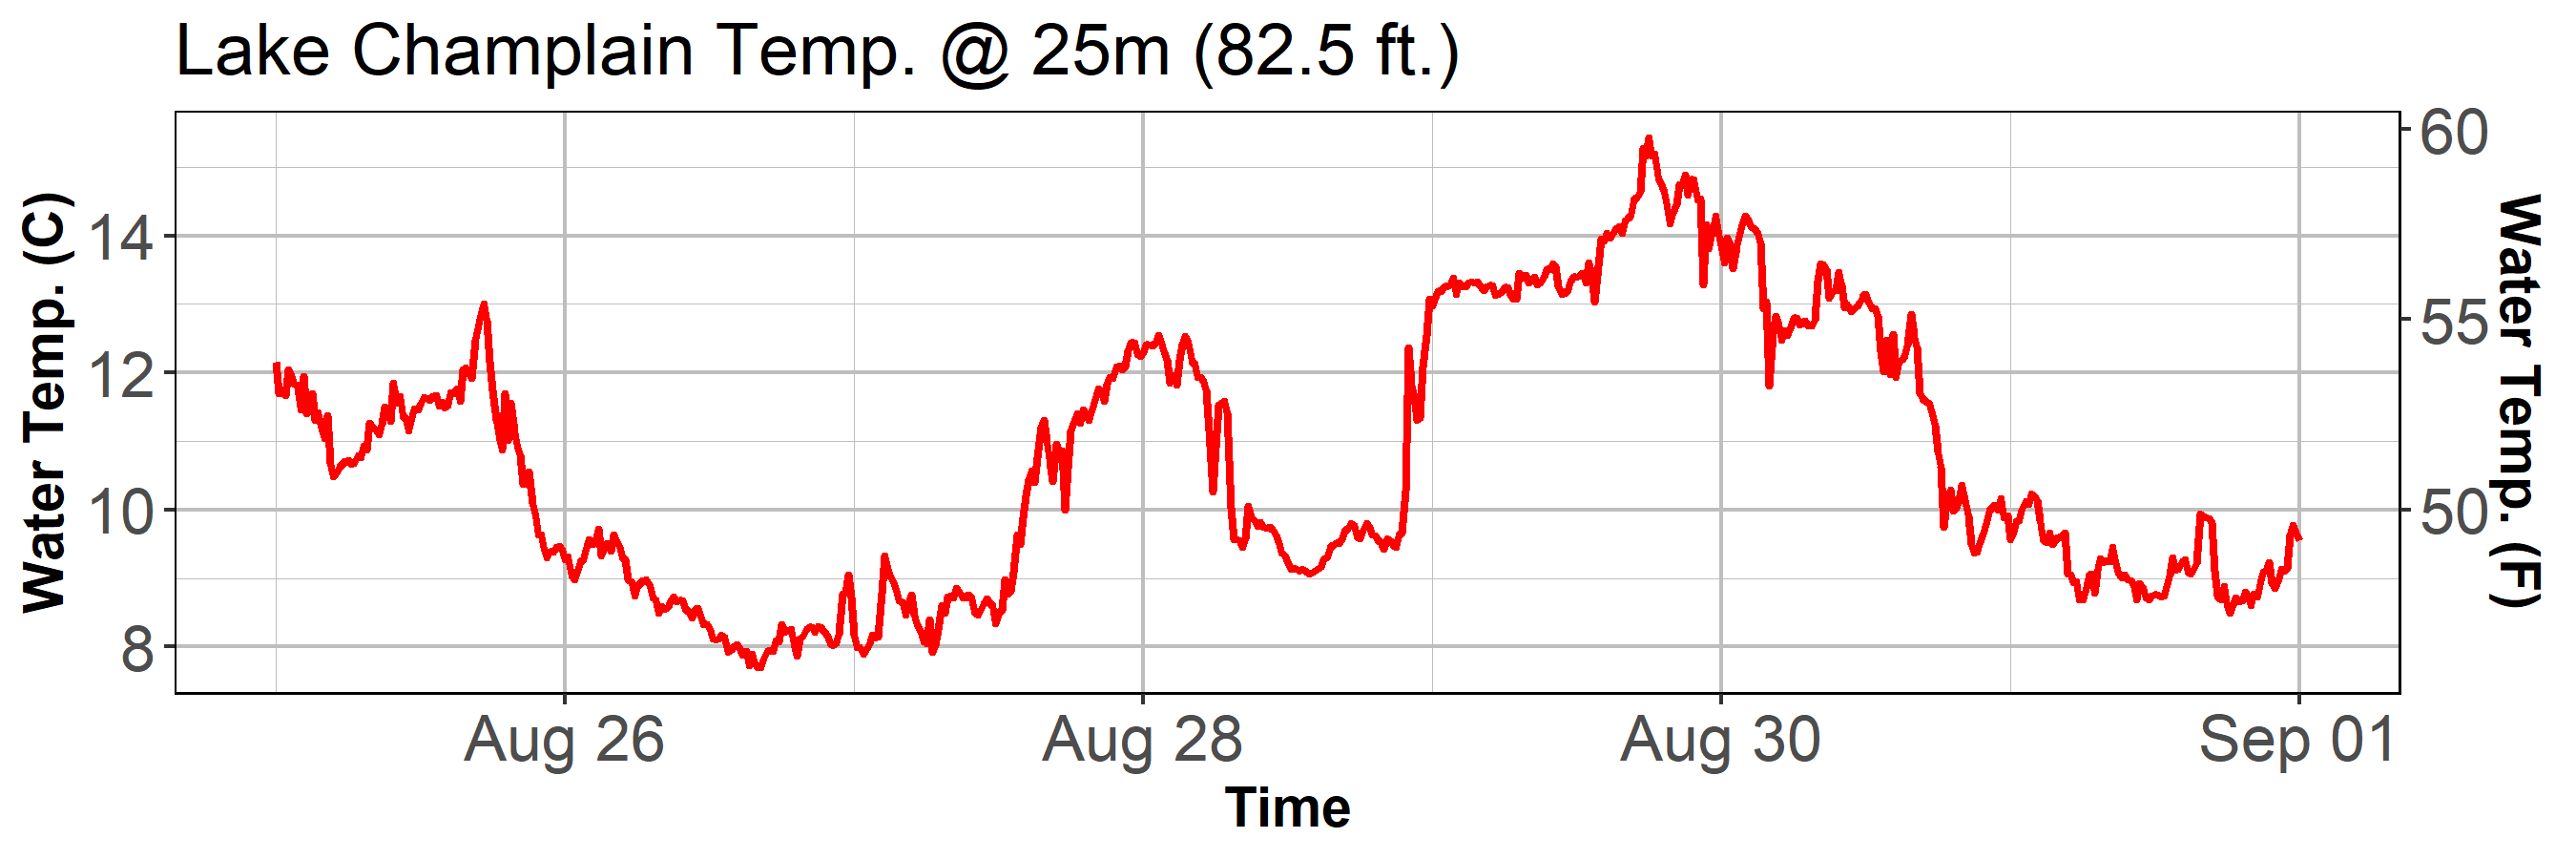 Lake Champlain Temp. @ 25m (82.5 ft.)
Water Temp. (C)
14
12
10
8
60
55
50
Water Temp. (F)
Aug 26
Aug 28
Aug 30
Sep 01
Time